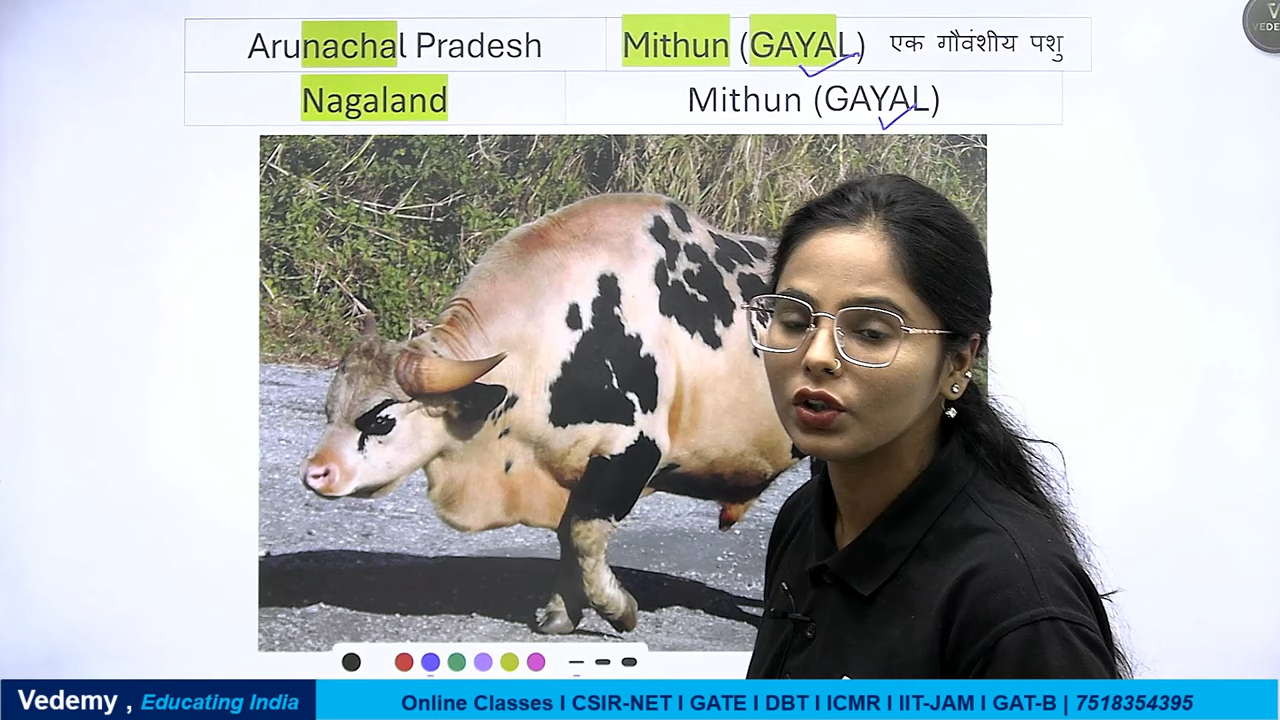 Arunachal Pradesh Mithun (GAYAL) एक गौवंशीय पशु
Nagaland Mithun (GAYAL)
V
VEDE
Vedemy , Educating India Online Classes I CSIR-NET I GATE I DBT I ICMR I IIT-JAM I GAT-B | 7518354395